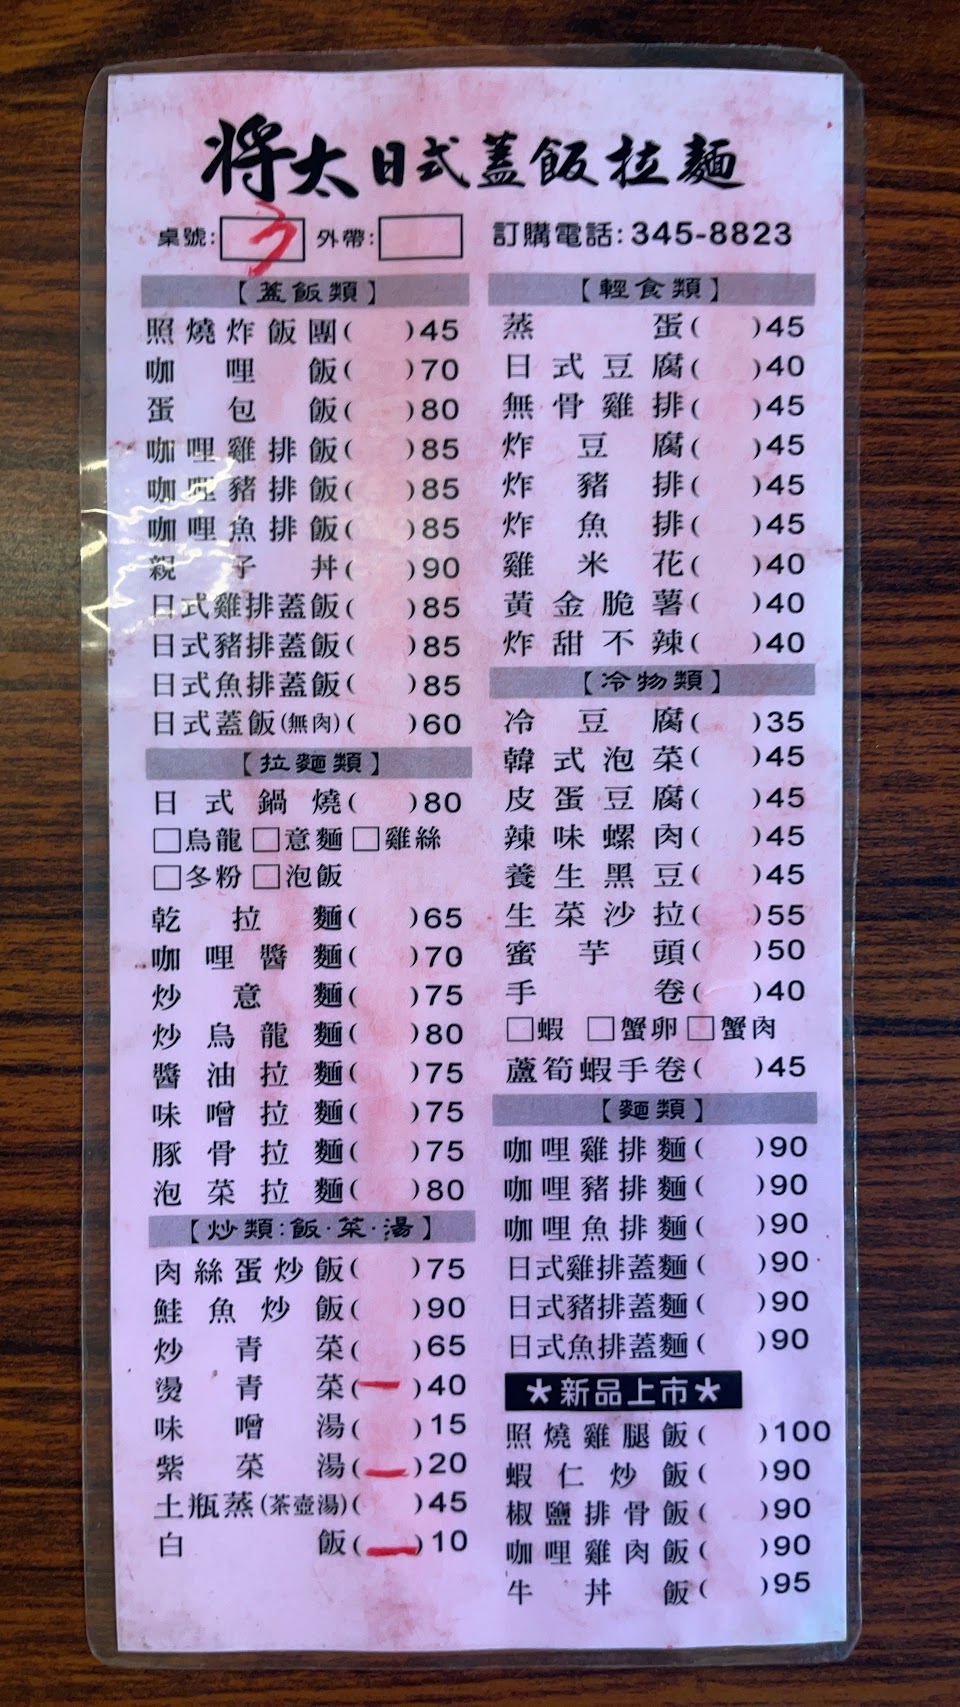 将太日式蓋飯拉麵
桌號: 3 外帶: 訂購電話:345-8823
【蓋飯類】
照燒炸飯團( )45
咖哩飯( )70
蛋包飯( )80
咖哩雞排飯( )85
咖哩豬排飯( )85
咖哩魚排飯( )85
親子丼( )90
日式雞排蓋飯( )85
日式豬排蓋飯( )85
日式魚排蓋飯( )85
日式蓋飯(無肉)( )60
【拉麵類】
日式鍋燒( )80
□烏龍 □意麵 □雞絲
□冬粉 □泡飯
乾拉麵( )65
咖哩醬麵( )70
炒意麵( )75
炒烏龍麵( )80
醬油拉麵( )75
味噌拉麵( )75
豚骨拉麵( )75
泡菜拉麵( )80
【炒類:飯·菜·湯】
肉絲蛋炒飯( )75
鮭魚炒飯( )90
炒青菜( )65
燙青菜(一)40
味噌湯( )15
紫菜湯(一)20
土瓶蒸(茶壺湯)( )45
白飯(一)10
【輕食類】
蒸蛋( )45
日式豆腐( )40
無骨雞排( )45
炸豆腐( )45
炸豬排( )45
炸魚排( )45
雞米花( )40
黃金脆薯( )40
炸甜不辣( )40
【冷物類】
冷豆腐( )35
韓式泡菜( )45
皮蛋豆腐( )45
辣味螺肉( )45
養生黑豆( )45
生菜沙拉( )55
蜜芋頭( )50
手卷( )40
□蝦 □蟹卵 □蟹肉
蘆筍蝦手卷( )45
【麵類】
咖哩雞排麵( )90
咖哩豬排麵( )90
咖哩魚排麵( )90
日式雞排蓋麵( )90
日式豬排蓋麵( )90
日式魚排蓋麵( )90
★新品上市★
照燒雞腿飯( )100
蝦仁炒飯( )90
椒鹽排骨飯( )90
咖哩雞肉飯( )90
牛丼飯( )95